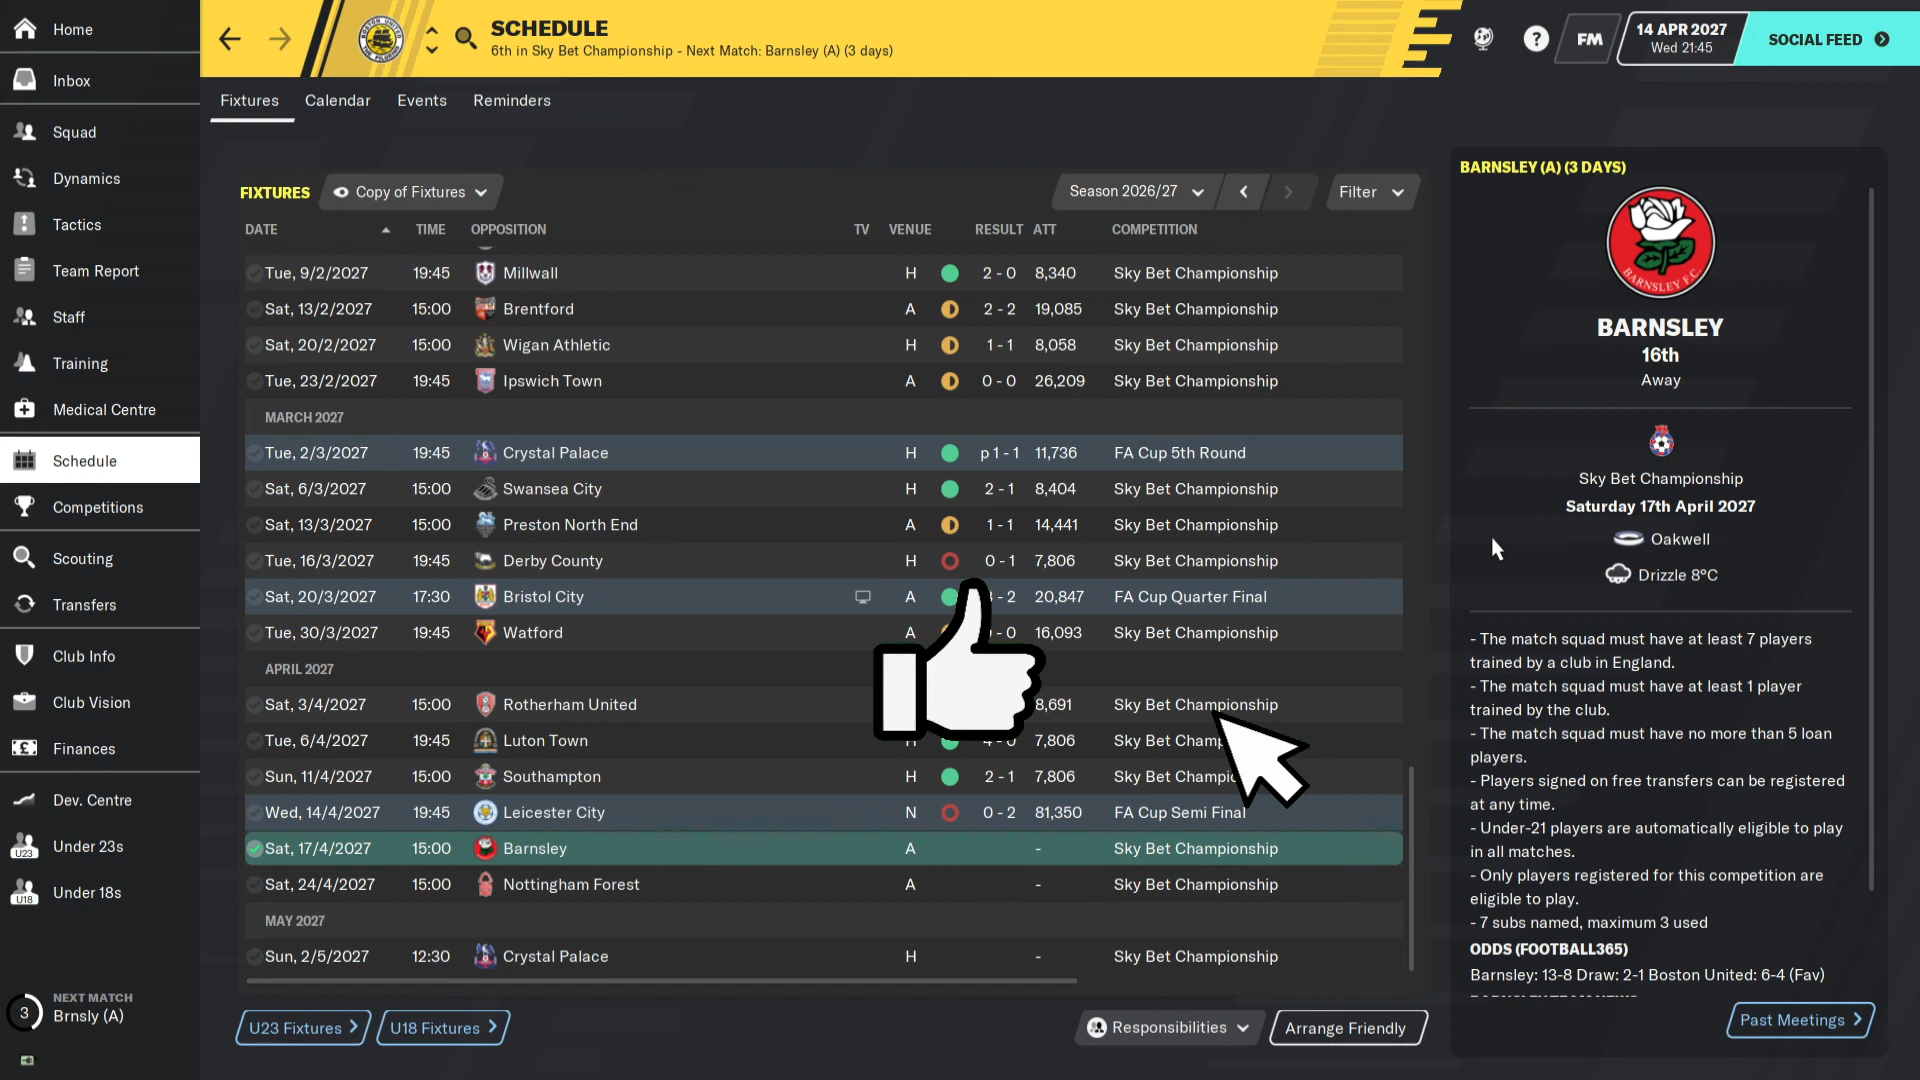 Home
Inbox
Squad
Dynamics
Tactics
Team Report
Staff
Training
Medical Centre
Schedule
Competitions
Scouting
Transfers
Club Info
Club Vision
Finances
Dev. Centre
Under 23s
Under 18s
U23
U18
3
NEXT MATCH
Brnsly (A)
BOSTON UNITED
SCHEDULE
6th in Sky Bet Championship - Next Match: Barnsley (A) (3 days)
? FM
14 APR 2027
Wed 21:45
SOCIAL FEED
Fixtures Calendar Events Reminders
FIXTURES Copy of Fixtures Season 2026/27 Filter
DATE TIME OPPOSITION TV VENUE RESULT ATT COMPETITION
Tue, 9/2/2027 19:45 Millwall H 2 - 0 8,340 Sky Bet Championship
Sat, 13/2/2027 15:00 Brentford A 2 - 2 19,085 Sky Bet Championship
Sat, 20/2/2027 15:00 Wigan Athletic H 1 - 1 8,058 Sky Bet Championship
Tue, 23/2/2027 19:45 Ipswich Town A 0 - 0 26,209 Sky Bet Championship
MARCH 2027
Tue, 2/3/2027 19:45 Crystal Palace H p 1 - 1 11,736 FA Cup 5th Round
Sat, 6/3/2027 15:00 Swansea City H 2 - 1 8,404 Sky Bet Championship
Sat, 13/3/2027 15:00 Preston North End A 1 - 1 14,441 Sky Bet Championship
Tue, 16/3/2027 19:45 Derby County H 0 - 1 7,806 Sky Bet Championship
Sat, 20/3/2027 17:30 Bristol City A - 2 20,847 FA Cup Quarter Final
Tue, 30/3/2027 19:45 Watford A - 0 16,093 Sky Bet Championship
APRIL 2027
Sat, 3/4/2027 15:00 Rotherham United 8,691 Sky Bet Championship
Tue, 6/4/2027 19:45 Luton Town H 4 - 0 7,806 Sky Bet
Sun, 11/4/2027 15:00 Southampton H 2 - 1 7,806 Sky Bet
Wed, 14/4/2027 19:45 Leicester City N 0 - 2 81,350 FA Cup Semi Final
Sat, 17/4/2027 15:00 Barnsley A - Sky Bet Championship
Sat, 24/4/2027 15:00 Nottingham Forest A - Sky Bet Championship
MAY 2027
Sun, 2/5/2027 12:30 Crystal Palace H - Sky Bet Championship
U23 Fixtures U18 Fixtures Responsibilities Arrange Friendly
BARNSLEY (A) (3 DAYS)
BARNSLEY F.C.
BARNSLEY
16th
Away
Sky Bet Championship
Saturday 17th April 2027
Oakwell
Drizzle 8°C
- The match squad must have at least 7 players
trained by a club in England.
- The match squad must have at least 1 player
trained by the club.
- The match squad must have no more than 5 loan
players.
- Players signed on free transfers can be registered
at any time.
- Under-21 players are automatically eligible to play
in all matches.
- Only players registered for this competition are
eligible to play.
- 7 subs named, maximum 3 used
ODDS (FOOTBALL365)
Barnsley: 13-8 Draw: 2-1 Boston United: 6-4 (Fav)
Past Meetings